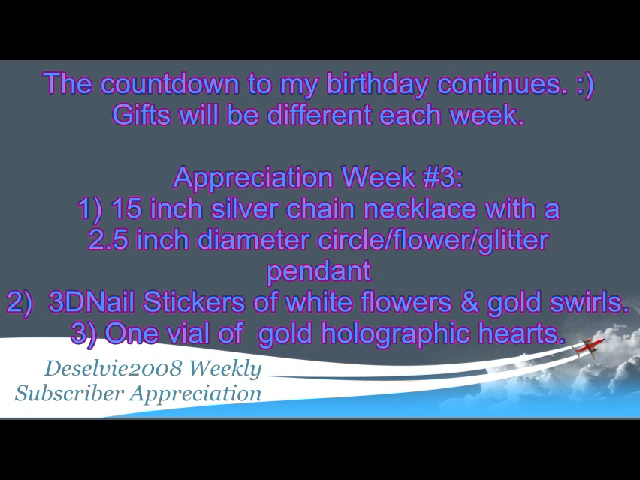 The countdown to my birthday continues. :)
Gifts will be different each week.
Appreciation Week #3:
1) 15 inch silver chain necklace with a
2.5 inch diameter circle/flower/glitter
pendant
2)  3DNail Stickers of white flowers & gold swirls.
3) One vial of  gold holographic hearts.
Deselvie2008 Weekly
Subscriber Appreciation